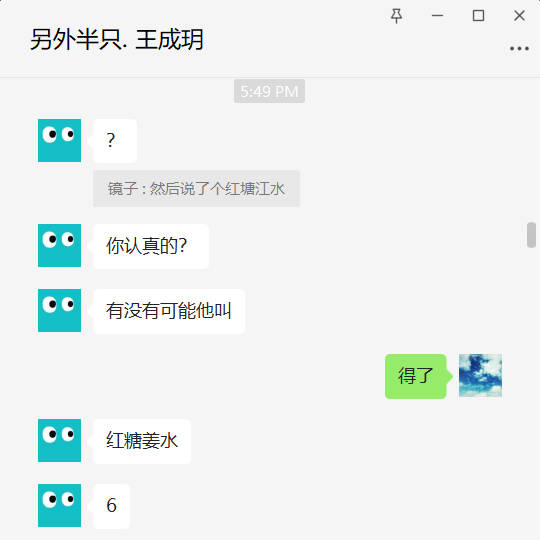 另外半只. 王成玥
5:49 PM
?
镜子 : 然后说了个红塘江水
你认真的?
有没有可能他叫
得了
红糖姜水
6